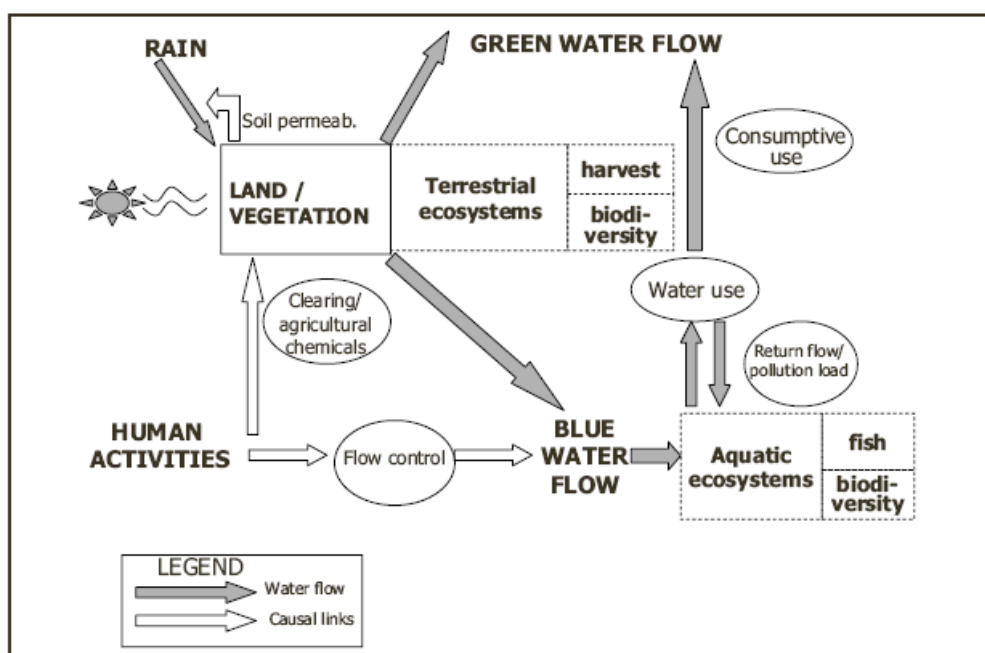 RAIN
GREEN WATER FLOW
Soil permeab.
Consumptive
use
LAND /
VEGETATION
Terrestrial
ecosystems
harvest
biodi-
versity
Water use
Clearing/
agricultural
chemicals
Return flow/
pollution load
HUMAN
ACTIVITIES
Flow control
BLUE
WATER
FLOW
Aquatic
ecosystems
fish
biodi-
versity
LEGEND
Water flow
Causal links